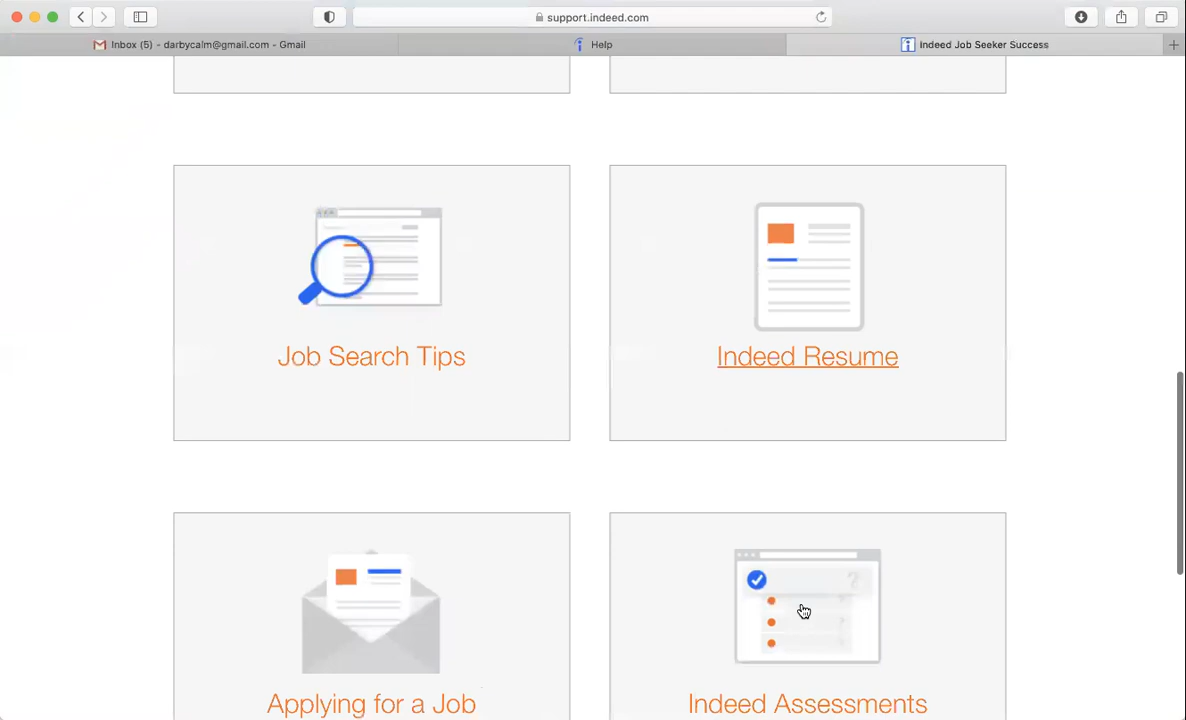 support.indeed.com
Inbox (5) - darbycalm@gmail.com - Gmail
Help
Indeed Job Seeker Success
Job Search Tips
Indeed Resume
Applying for a Job
Indeed Assessments